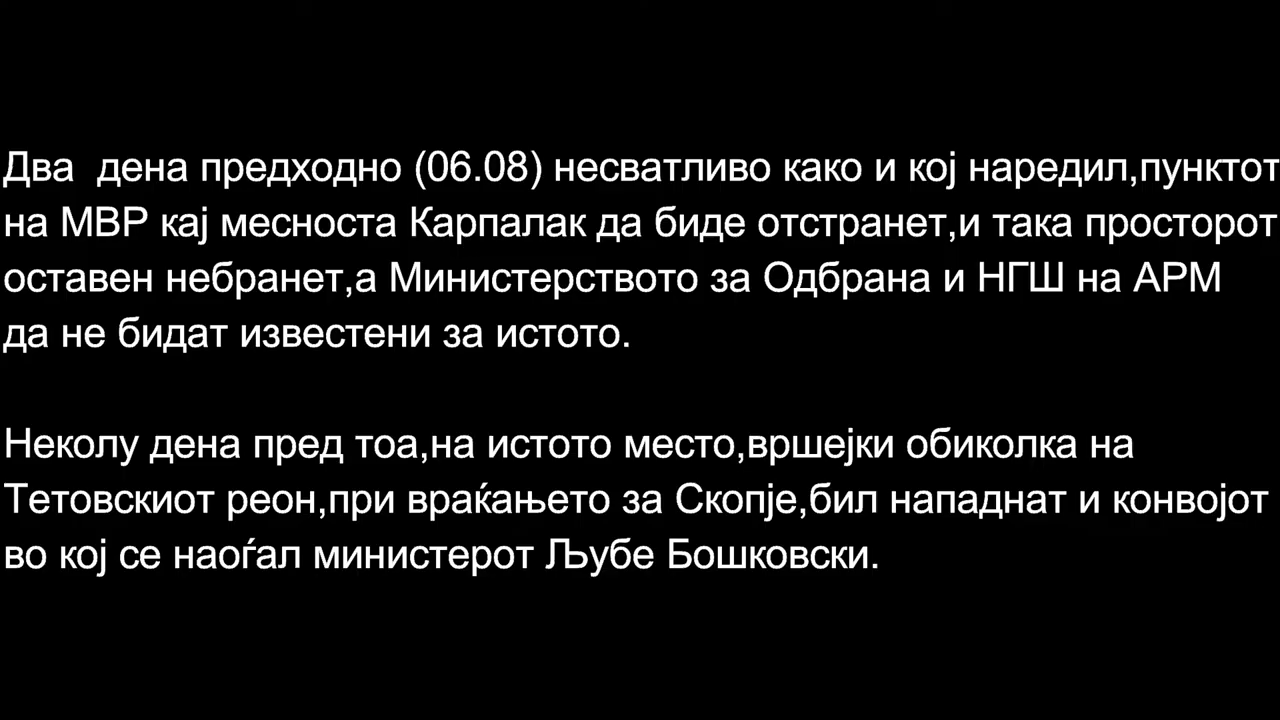 Два  дена предходно (06.08) несватливо како и кој наредил,пунктот
на МВР кај месноста Карпалак да биде отстранет,и така просторот
оставен небранет,а Министерството за Одбрана и НГШ на АРМ
да не бидат известени за истото.
Неколу дена пред тоа,на истото место,вршејки обиколка на
Тетовскиот реон,при враќањето за Скопје,бил нападнат и конвојот
во кој се наоѓал министерот Љубе Бошковски.